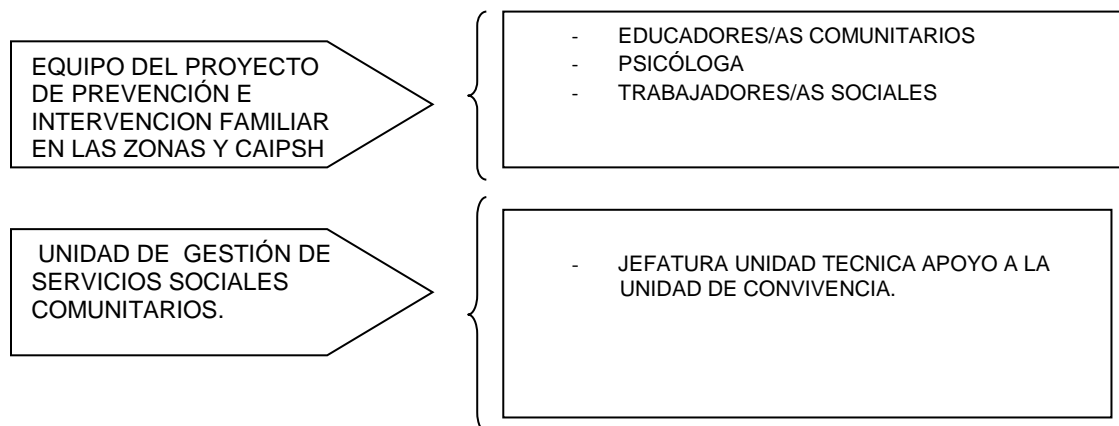 EQUIPO DEL PROYECTO
DE PREVENCIÓN E
INTERVENCION FAMILIAR
EN LAS ZONAS Y CAIPSH
- EDUCADORES/AS COMUNITARIOS
- PSICÓLOGA
- TRABAJADORES/AS SOCIALES
UNIDAD DE GESTIÓN DE
SERVICIOS SOCIALES
COMUNITARIOS.
- JEFATURA UNIDAD TECNICA APOYO A LA
UNIDAD DE CONVIVENCIA.